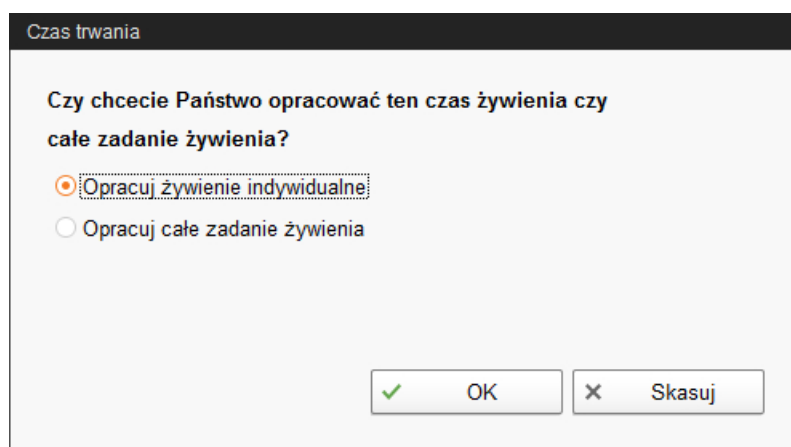 Czas trwania
Czy chcecie Państwo opracować ten czas żywienia czy
całe zadanie żywienia?
Opracuj żywienie indywidualne
Opracuj całe zadanie żywienia
OK
Skasuj